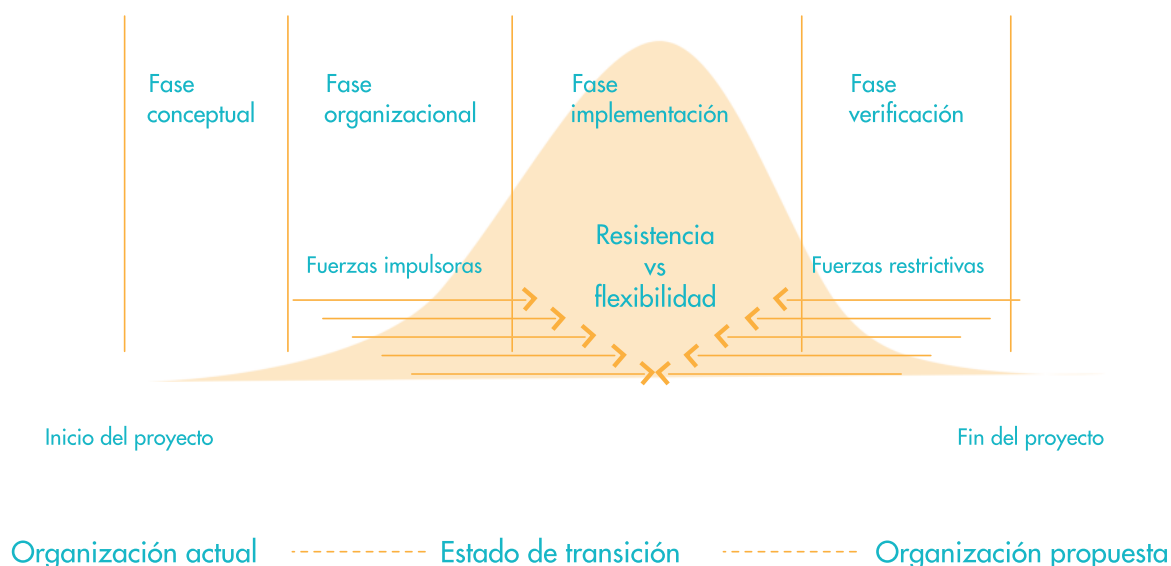 Fase
conceptual
Fase
organizacional
Fase
implementación
Fase
verificación
Fuerzas impulsoras
Resistencia
vs
flexibilidad
Fuerzas restrictivas
Inicio del proyecto
Fin del proyecto
Organización actual
Estado de transición
Organización propuesta